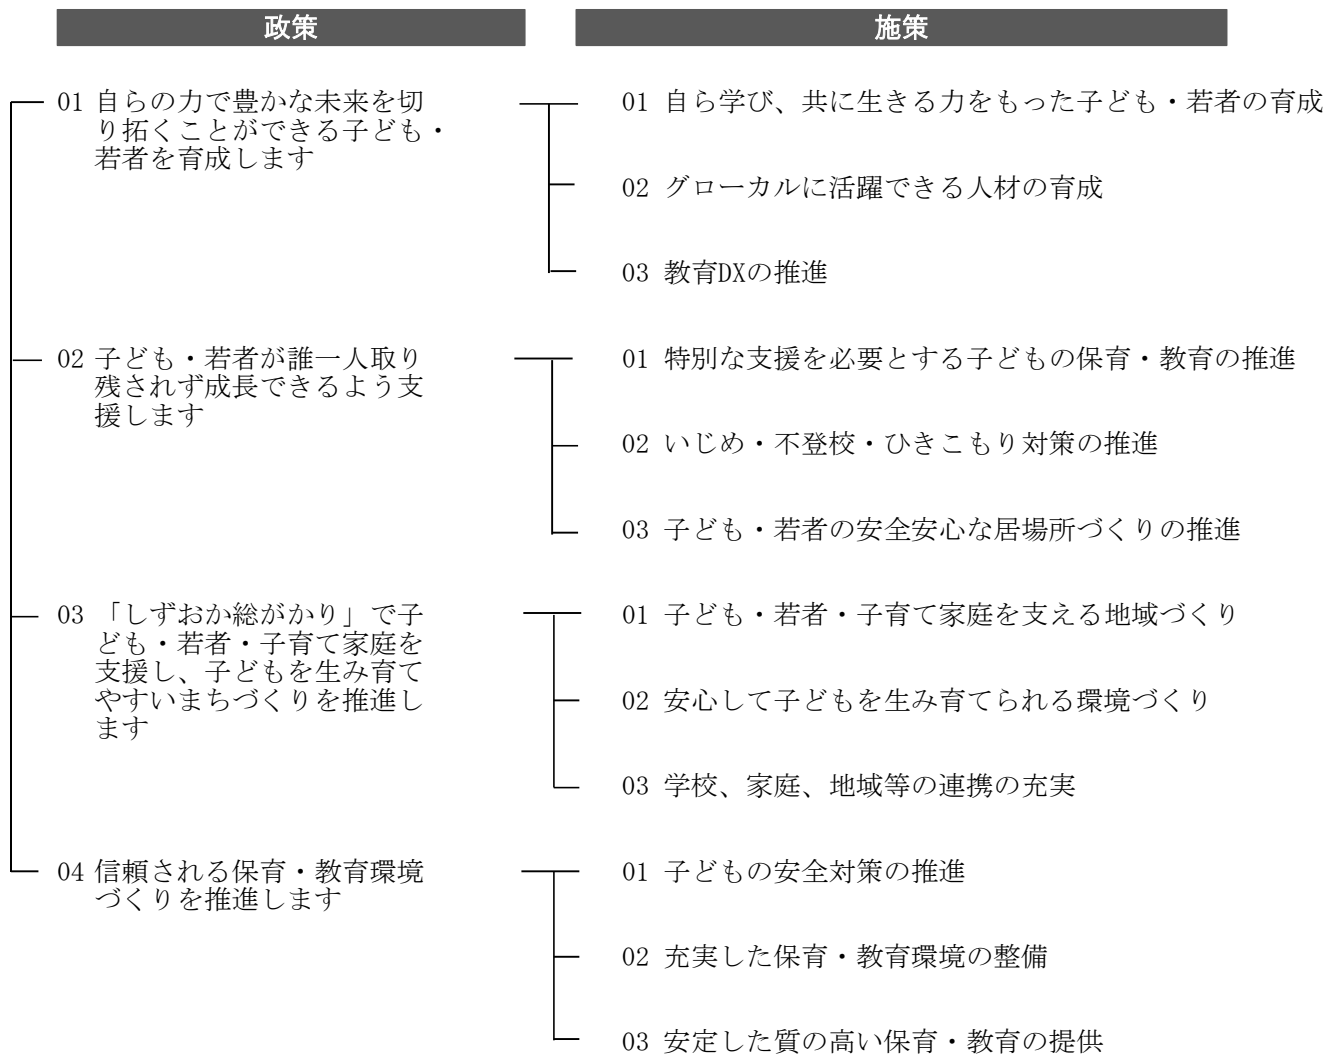 政策
施策
01 自らの力で豊かな未来を切
り拓くことができる子ども・
若者を育成します
01 自ら学び、共に生きる力をもった子ども・若者の育成
02 グローカルに活躍できる人材の育成
03 教育DXの推進
02 子ども・若者が誰一人取り
残されず成長できるよう支
援します
01 特別な支援を必要とする子どもの保育・教育の推進
02 いじめ・不登校・ひきこもり対策の推進
03 子ども・若者の安全安心な居場所づくりの推進
03 「しずおか総がかり」で子
ども・若者・子育て家庭を
支援し、子どもを生み育て
やすいまちづくりを推進し
ます
01 子ども・若者・子育て家庭を支える地域づくり
02 安心して子どもを生み育てられる環境づくり
03 学校、家庭、地域等の連携の充実
04 信頼される保育・教育環境
づくりを推進します
01 子どもの安全対策の推進
02 充実した保育・教育環境の整備
03 安定した質の高い保育・教育の提供